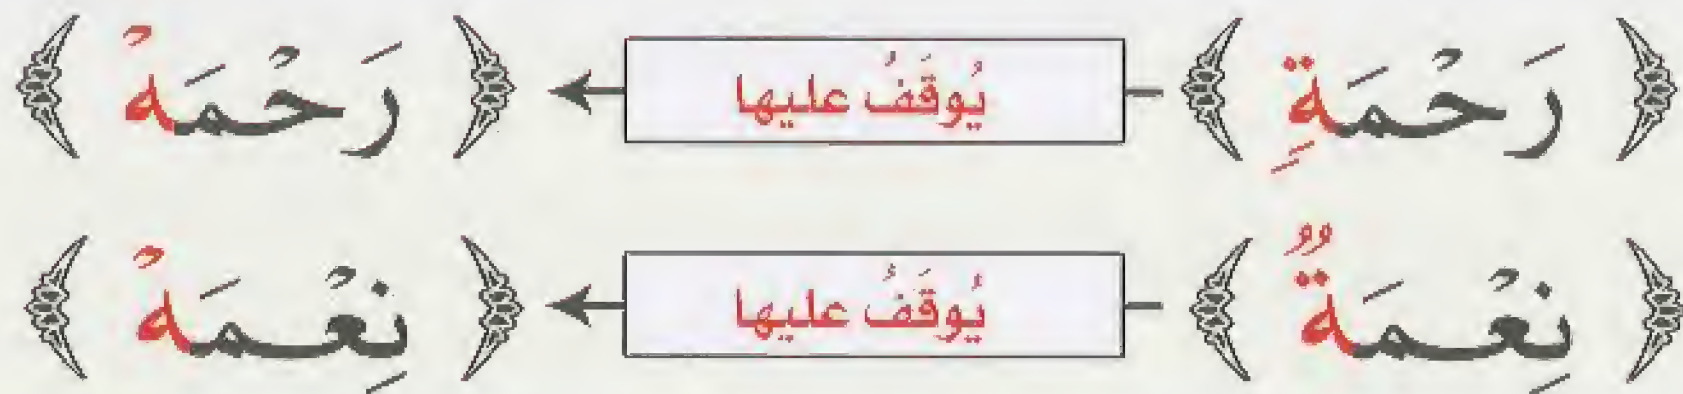 ﴿ رَحْمَةٍ ﴾ يُوقَفُ عليها ﴿ رَحْمَهْ ﴾
﴿ نِعْمَةٌ ﴾ يُوقَفُ عليها ﴿ نِعْمَهْ ﴾